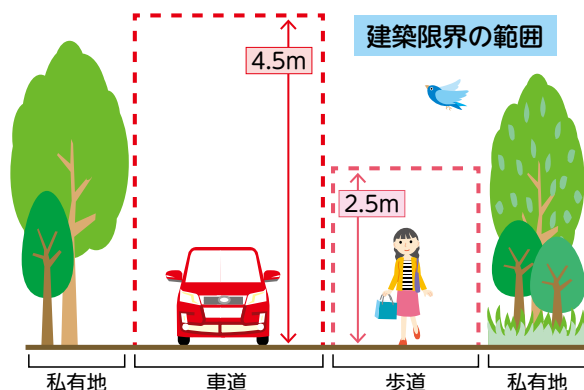 建築限界の範囲
4.5m
2.5m
私有地
車道
歩道
私有地